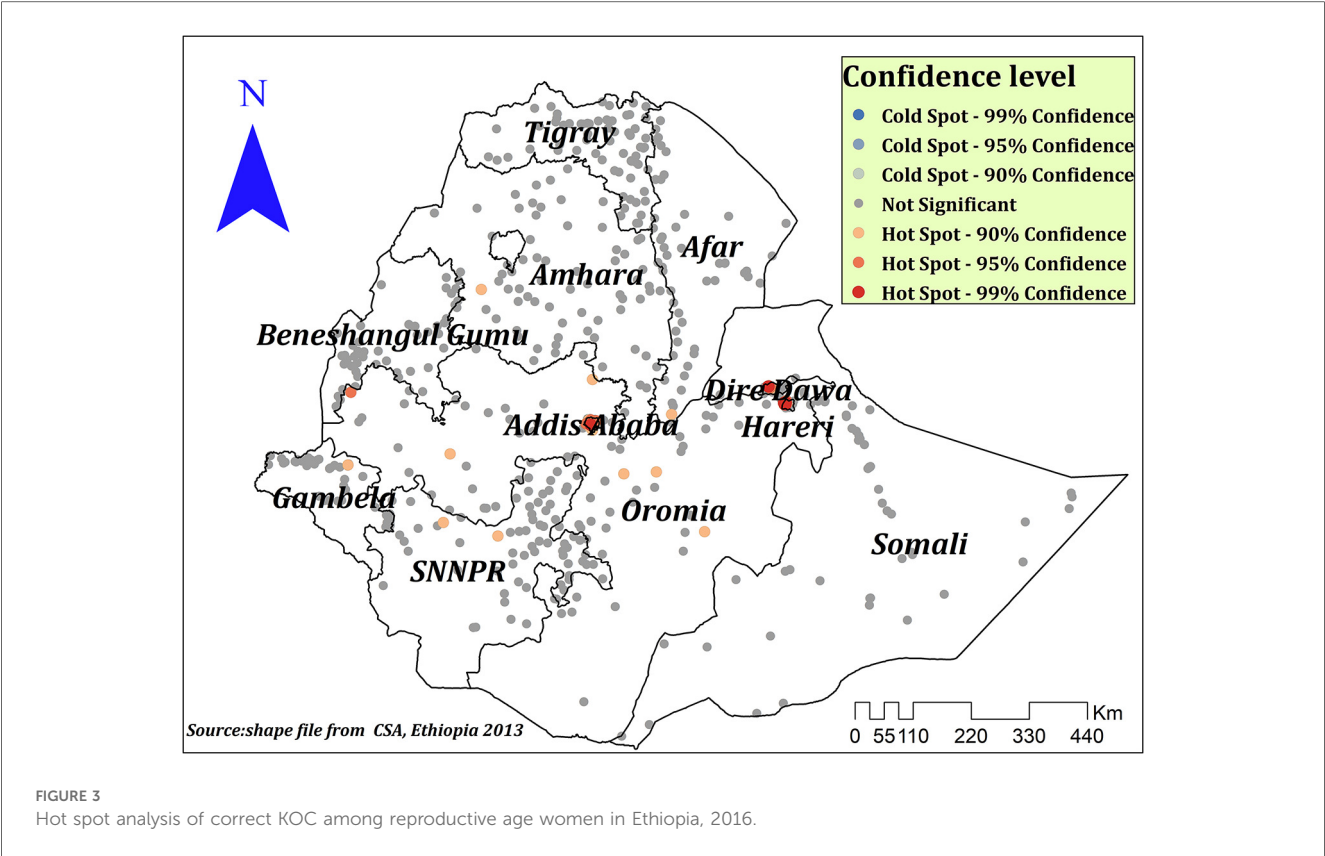 N
Confidence level
Cold Spot - 99% Confidence
Cold Spot - 95% Confidence
Cold Spot - 90% Confidence
Not Significant
Hot Spot - 90% Confidence
Hot Spot - 95% Confidence
Hot Spot - 99% Confidence
Tigray
Afar
Amhara
Beneshangul Gumu
Dire Dawa
Addis Ababa
Hareri
Gambela
Oromia
Somali
SNNPR
Source:shape file from CSA, Ethiopia 2013
Km
0 55 110 220 330 440
FIGURE 3
Hot spot analysis of correct KOC among reproductive age women in Ethiopia, 2016.